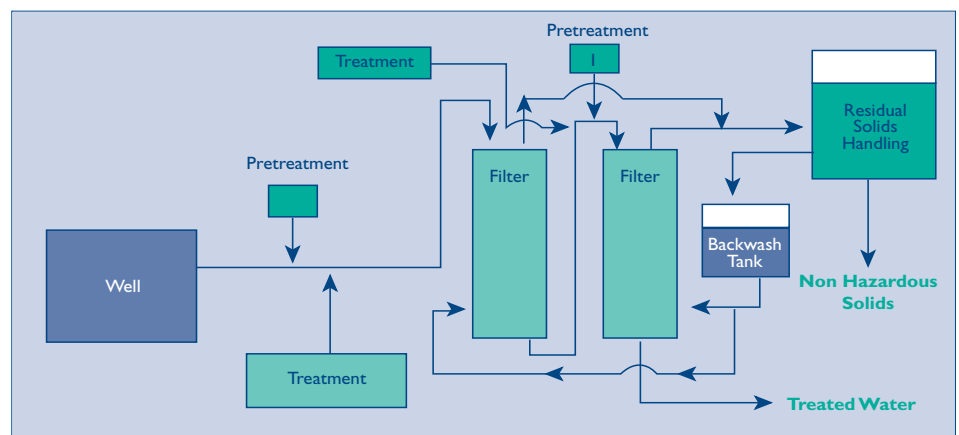 Pretreatment
Treatment
I
Residual
Solids
Handling
Pretreatment
Filter
Filter
Backwash
Tank
Well
Non Hazardous
Solids
Treatment
Treated Water